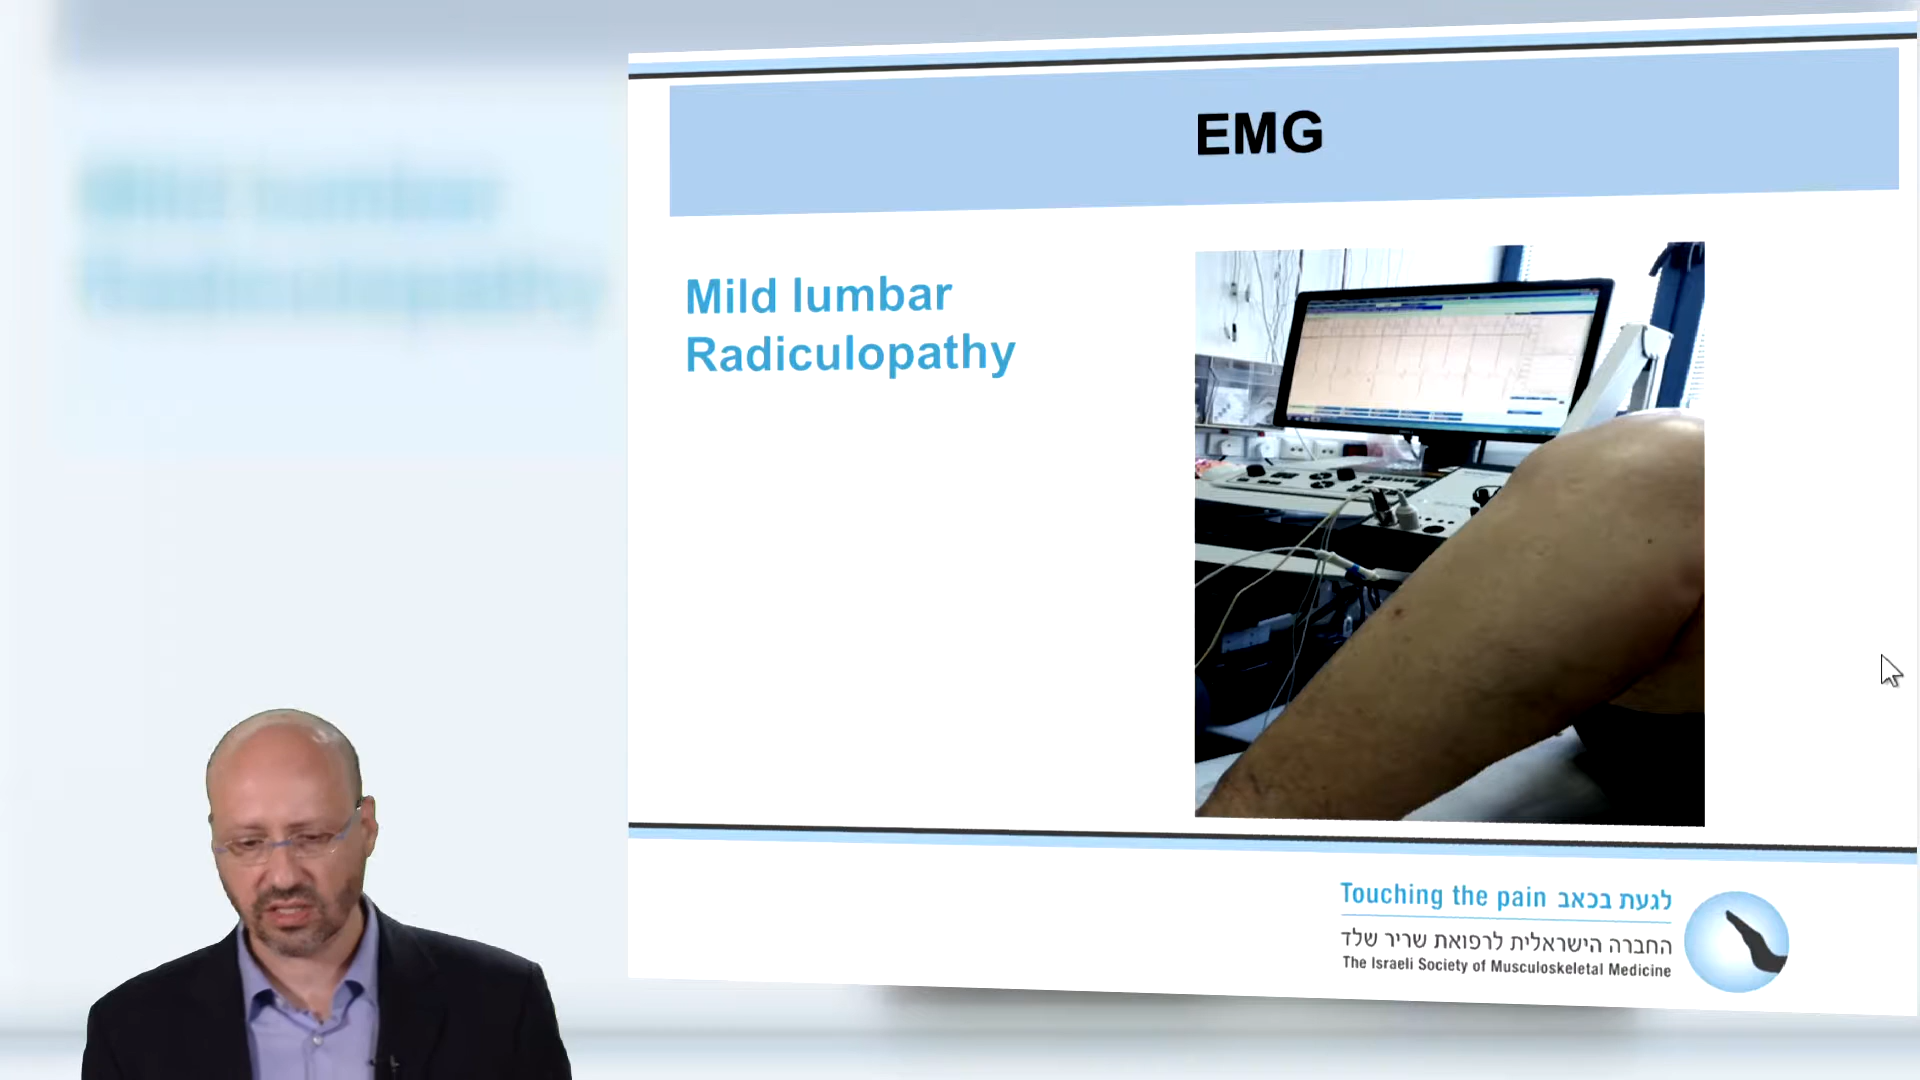 EMG
Mild lumbar
Radiculopathy
Touching the pain לגעת בכאב
החברה הישראלית לרפואת שריר שלד
The Israeli Society of Musculoskeletal Medicine